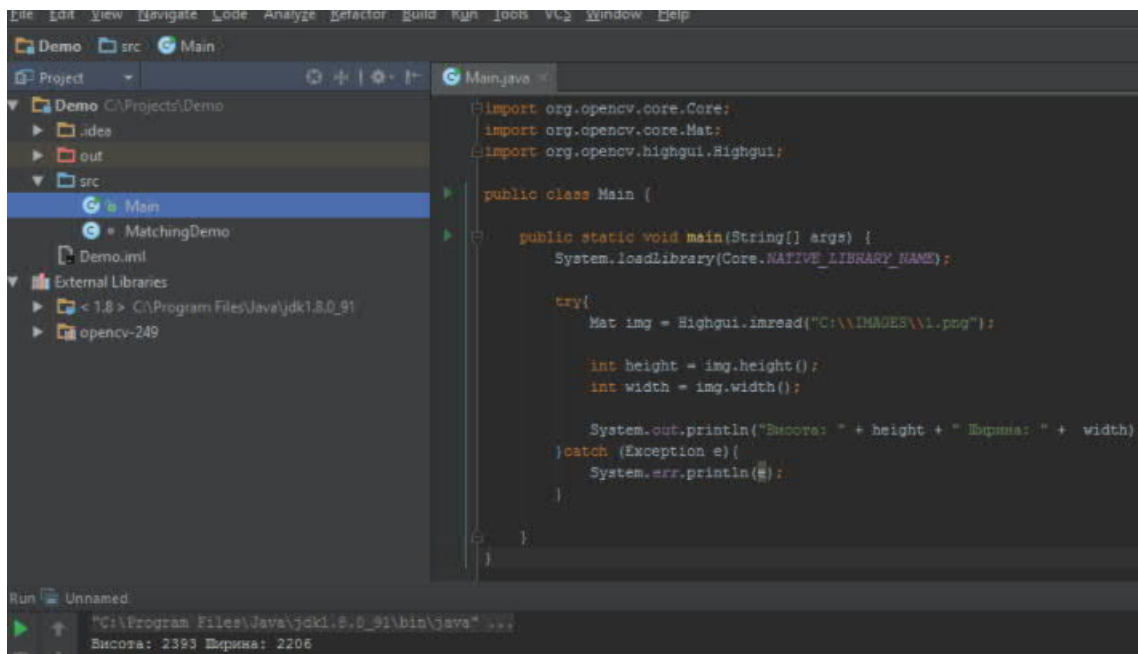 File Edit View Navigate Code Analyze Refactor Build Run Tools VCS Window Help
Demo src Main
Project
Main.java
Demo C:\Projects\Demo
.idea
out
src
Main
MatchingDemo
Demo.iml
External Libraries
< 1.8 > C:\Program Files\Java\jdk1.8.0_91
opencv-249
import org.opencv.core.Core;
import org.opencv.core.Mat;
import org.opencv.highgui.Highgui;
public class Main {
public static void main(String[] args) {
System.loadLibrary(Core.NATIVE_LIBRARY_NAME);
try{
Mat img = Highgui.imread("C:\\IMAGES\\1.png");
int height = img.height();
int width = img.width();
System.out.println("Висота: " + height + " Ширина: " + width)
}catch (Exception e){
System.err.println(e);
}
}
}
Run Unnamed
"C:\Program Files\Java\jdk1.8.0_91\bin\java" ...
Висота: 2393 Ширина: 2206